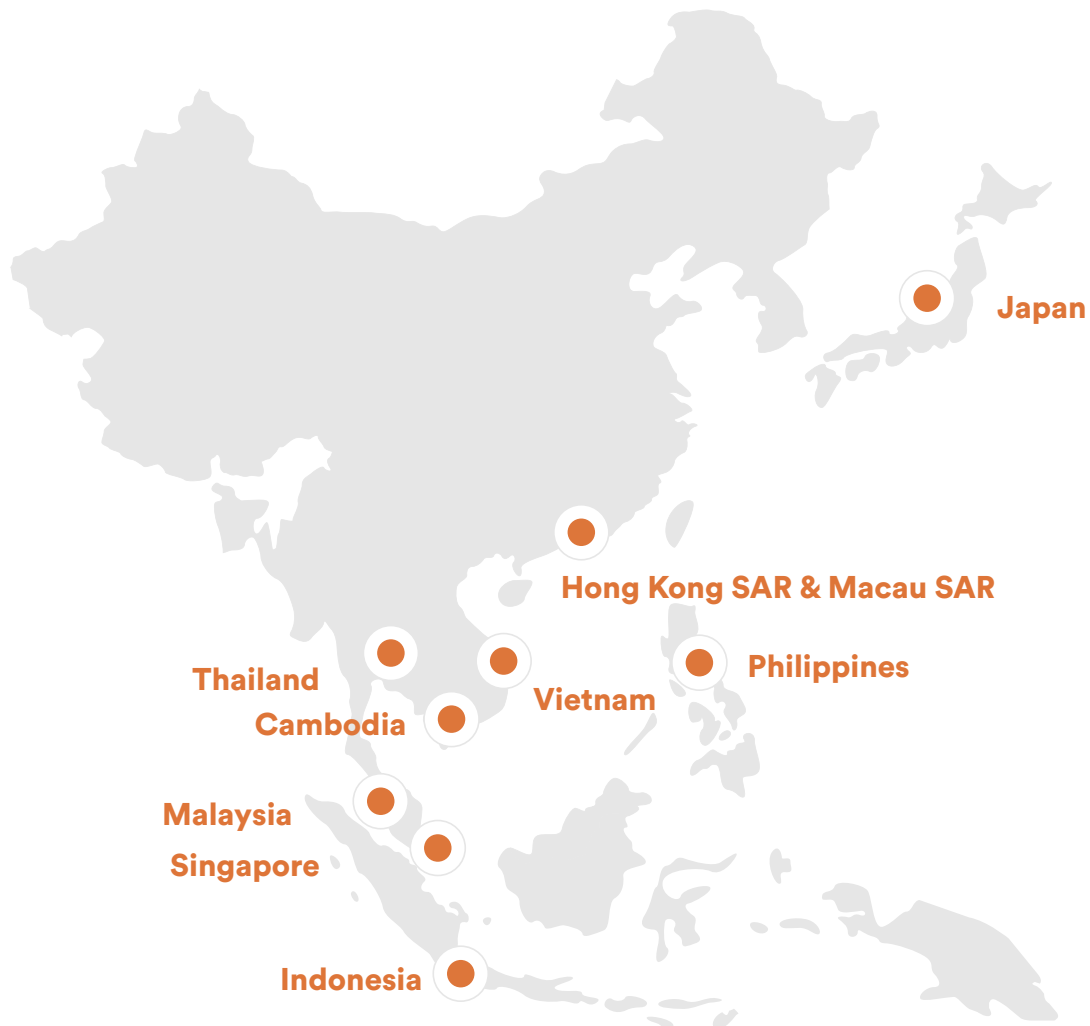 Japan
Hong Kong SAR & Macau SAR
Philippines
Thailand
Vietnam
Cambodia
Malaysia
Singapore
Indonesia